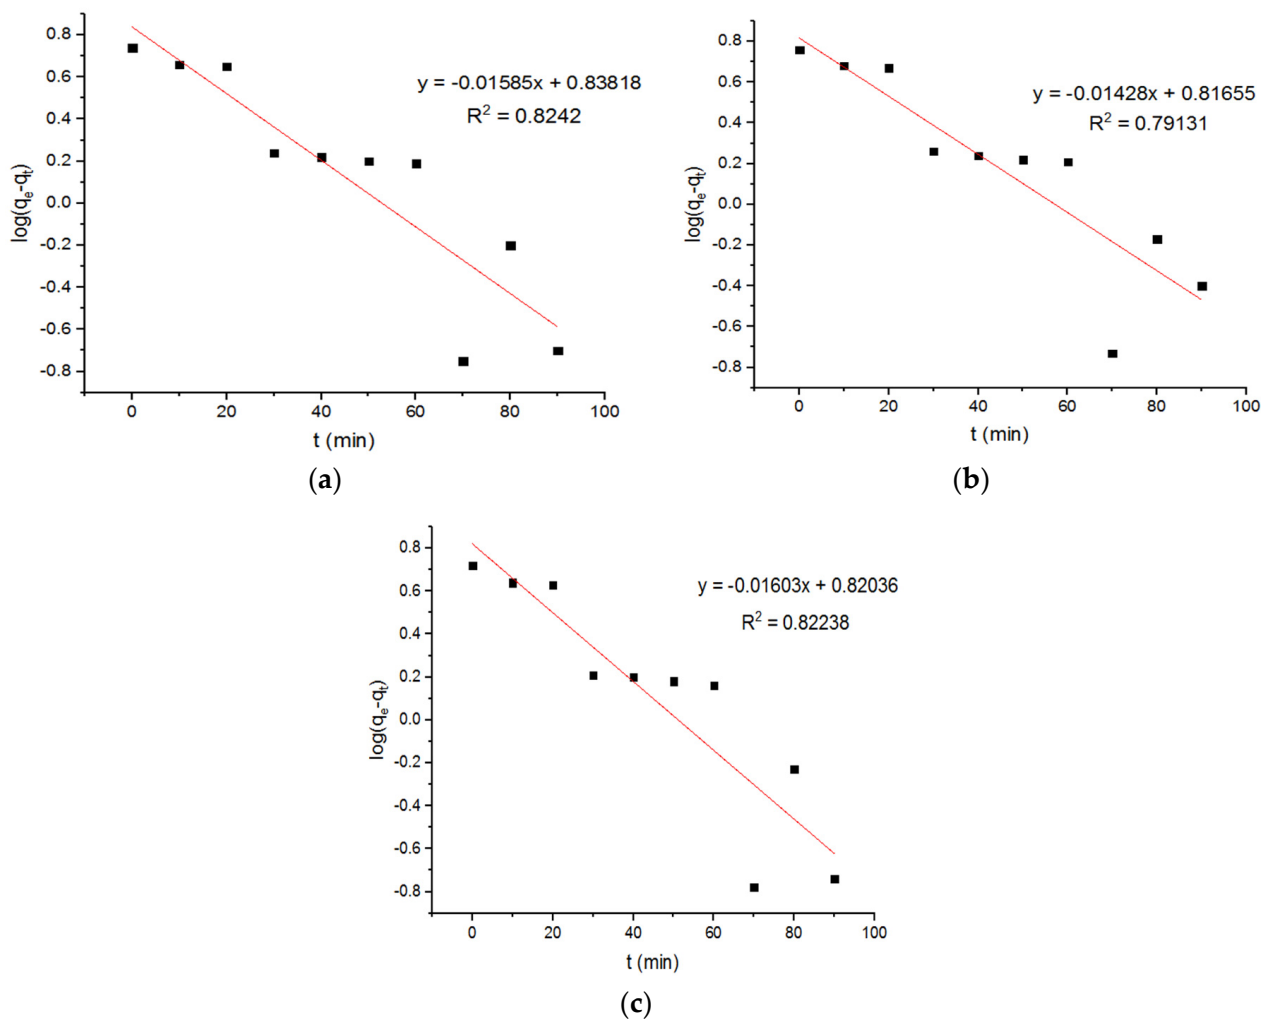 y = -0.01585x + 0.83818
R² = 0.8242
log(qₑ-qₜ)
0.8
0.6
0.4
0.2
0.0
-0.2
-0.4
-0.6
-0.8
0 20 40 60 80 100
t (min)
(a)
y = -0.01428x + 0.81655
R² = 0.79131
log(qₑ-qₜ)
0.8
0.6
0.4
0.2
0.0
-0.2
-0.4
-0.6
-0.8
0 20 40 60 80 100
t (min)
(b)
y = -0.01603x + 0.82036
R² = 0.82238
log(qₑ-qₜ)
0.8
0.6
0.4
0.2
0.0
-0.2
-0.4
-0.6
-0.8
0 20 40 60 80 100
t (min)
(c)